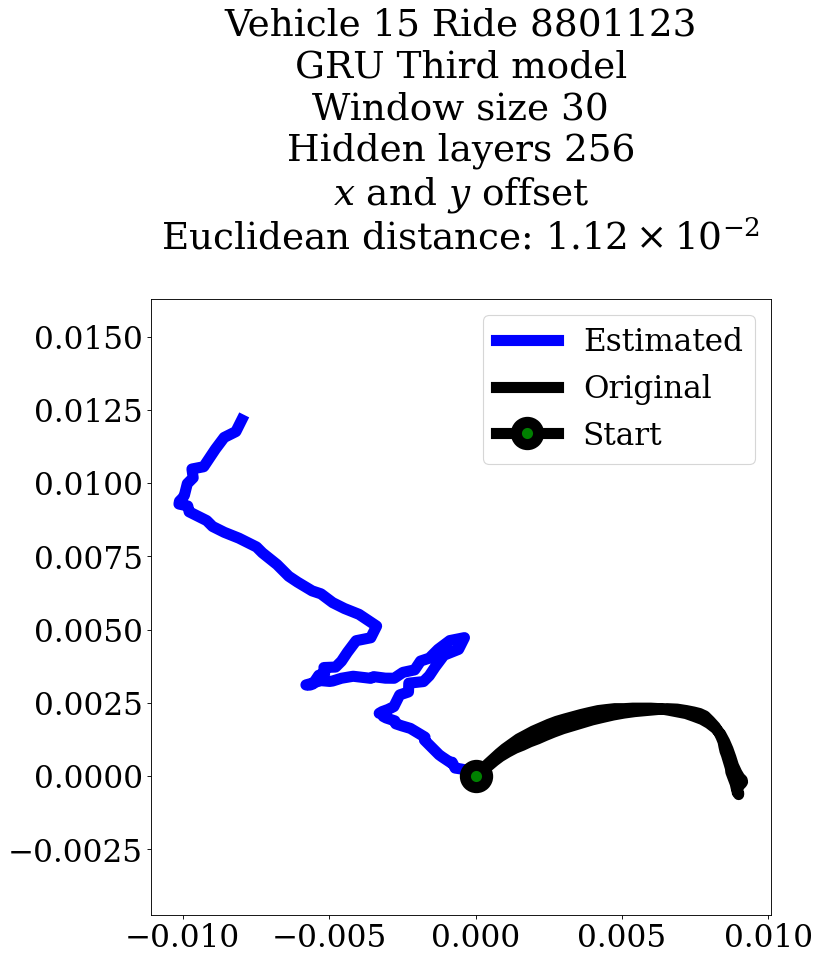 Vehicle 15 Ride 8801123
GRU Third model
Window size 30
Hidden layers 256
x and y offset
Euclidean distance: 1.12 × 10⁻²
Estimated
Original
Start
0.0150
0.0125
0.0100
0.0075
0.0050
0.0025
0.0000
−0.0025
−0.010 −0.005 0.000 0.005 0.010